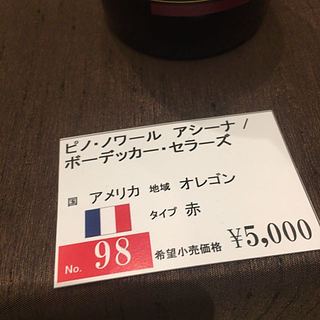 ピノ・ノワール アシーナ /
ボーデッカー・セラーズ
国 アメリカ 地域 オレゴン
タイプ 赤
No. 98 希望小売価格 ¥5,000